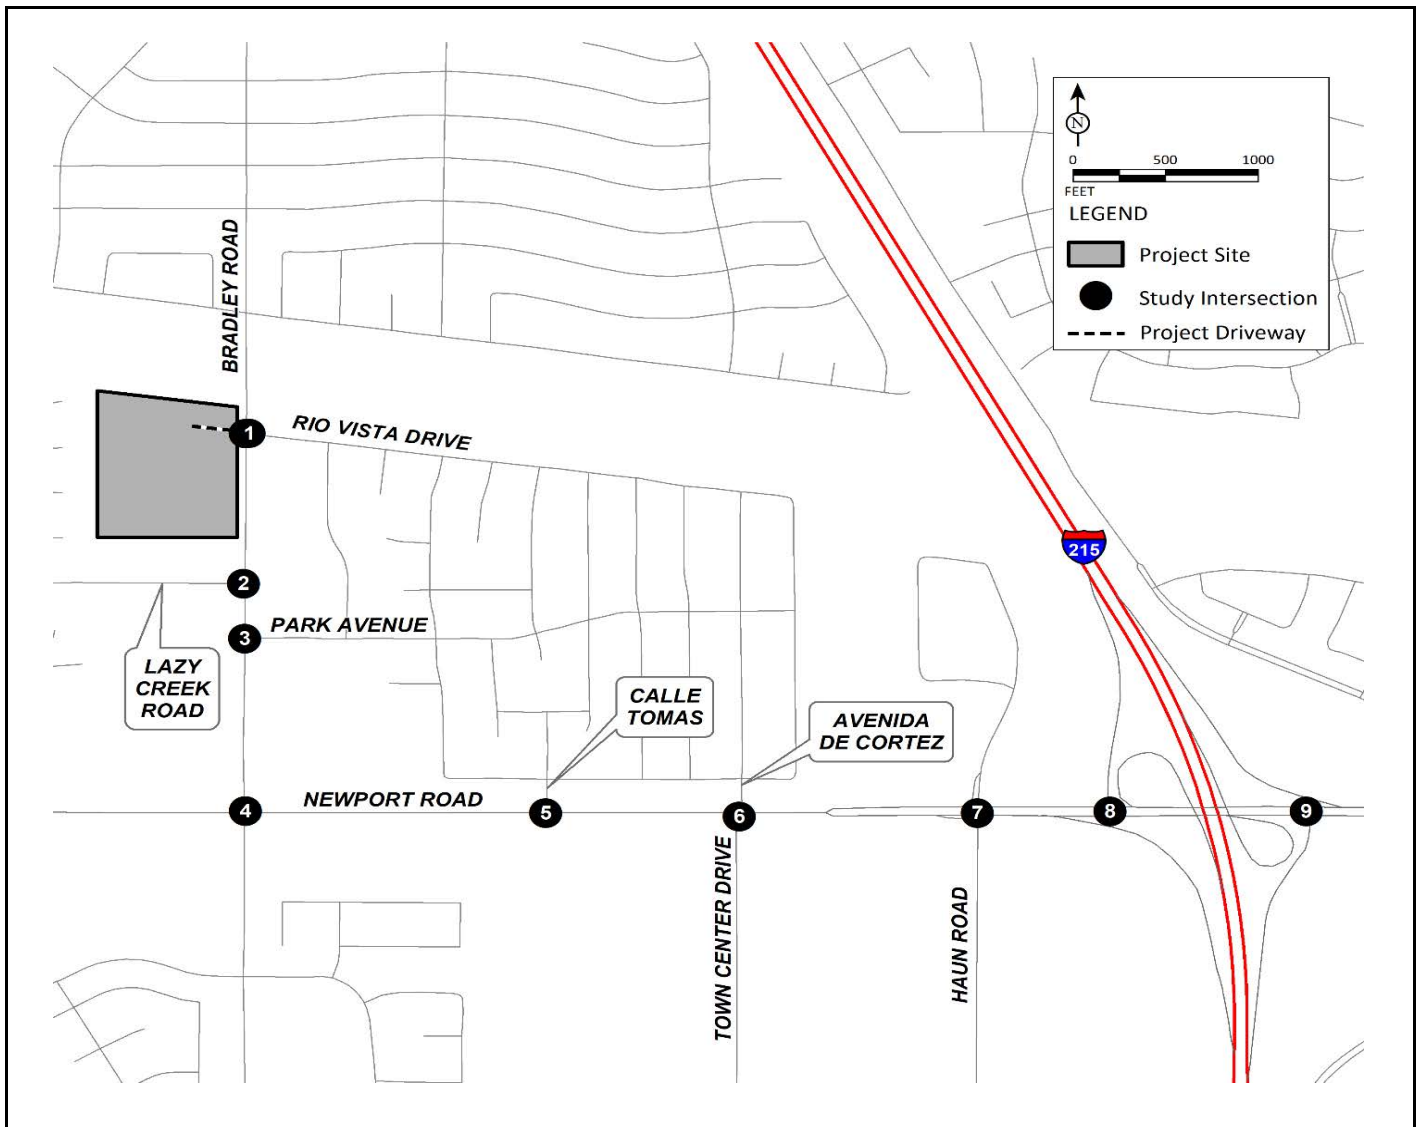 N
0 500 1000
FEET
LEGEND
Project Site
Study Intersection
Project Driveway
BRADLEY ROAD
1
RIO VISTA DRIVE
215
2
PARK AVENUE
3
LAZY
CREEK
ROAD
CALLE
TOMAS
AVENIDA
DE CORTEZ
NEWPORT ROAD
4
5
6
7
8
9
TOWN CENTER DRIVE
HAUN ROAD